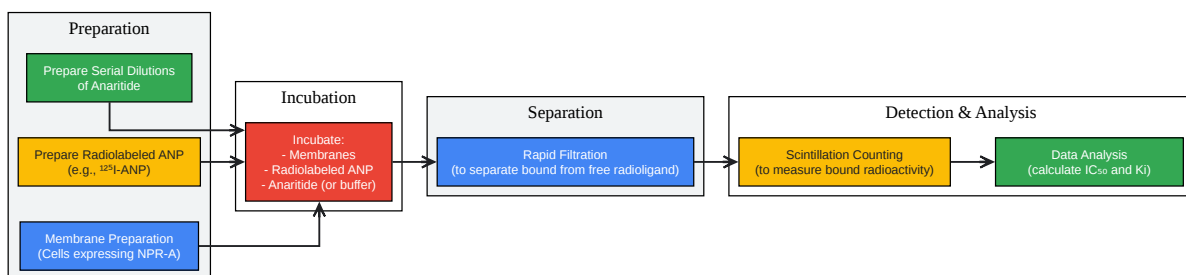 Preparation
Prepare Serial Dilutions
of Anaritide
Prepare Radiolabeled ANP
(e.g., ¹²⁵I-ANP)
Membrane Preparation
(Cells expressing NPR-A)
Incubation
Incubate:
- Membranes
- Radiolabeled ANP
- Anaritide (or buffer)
Separation
Rapid Filtration
(to separate bound from free radioligand)
Detection & Analysis
Scintillation Counting
(to measure bound radioactivity)
Data Analysis
(calculate IC₅₀ and Ki)